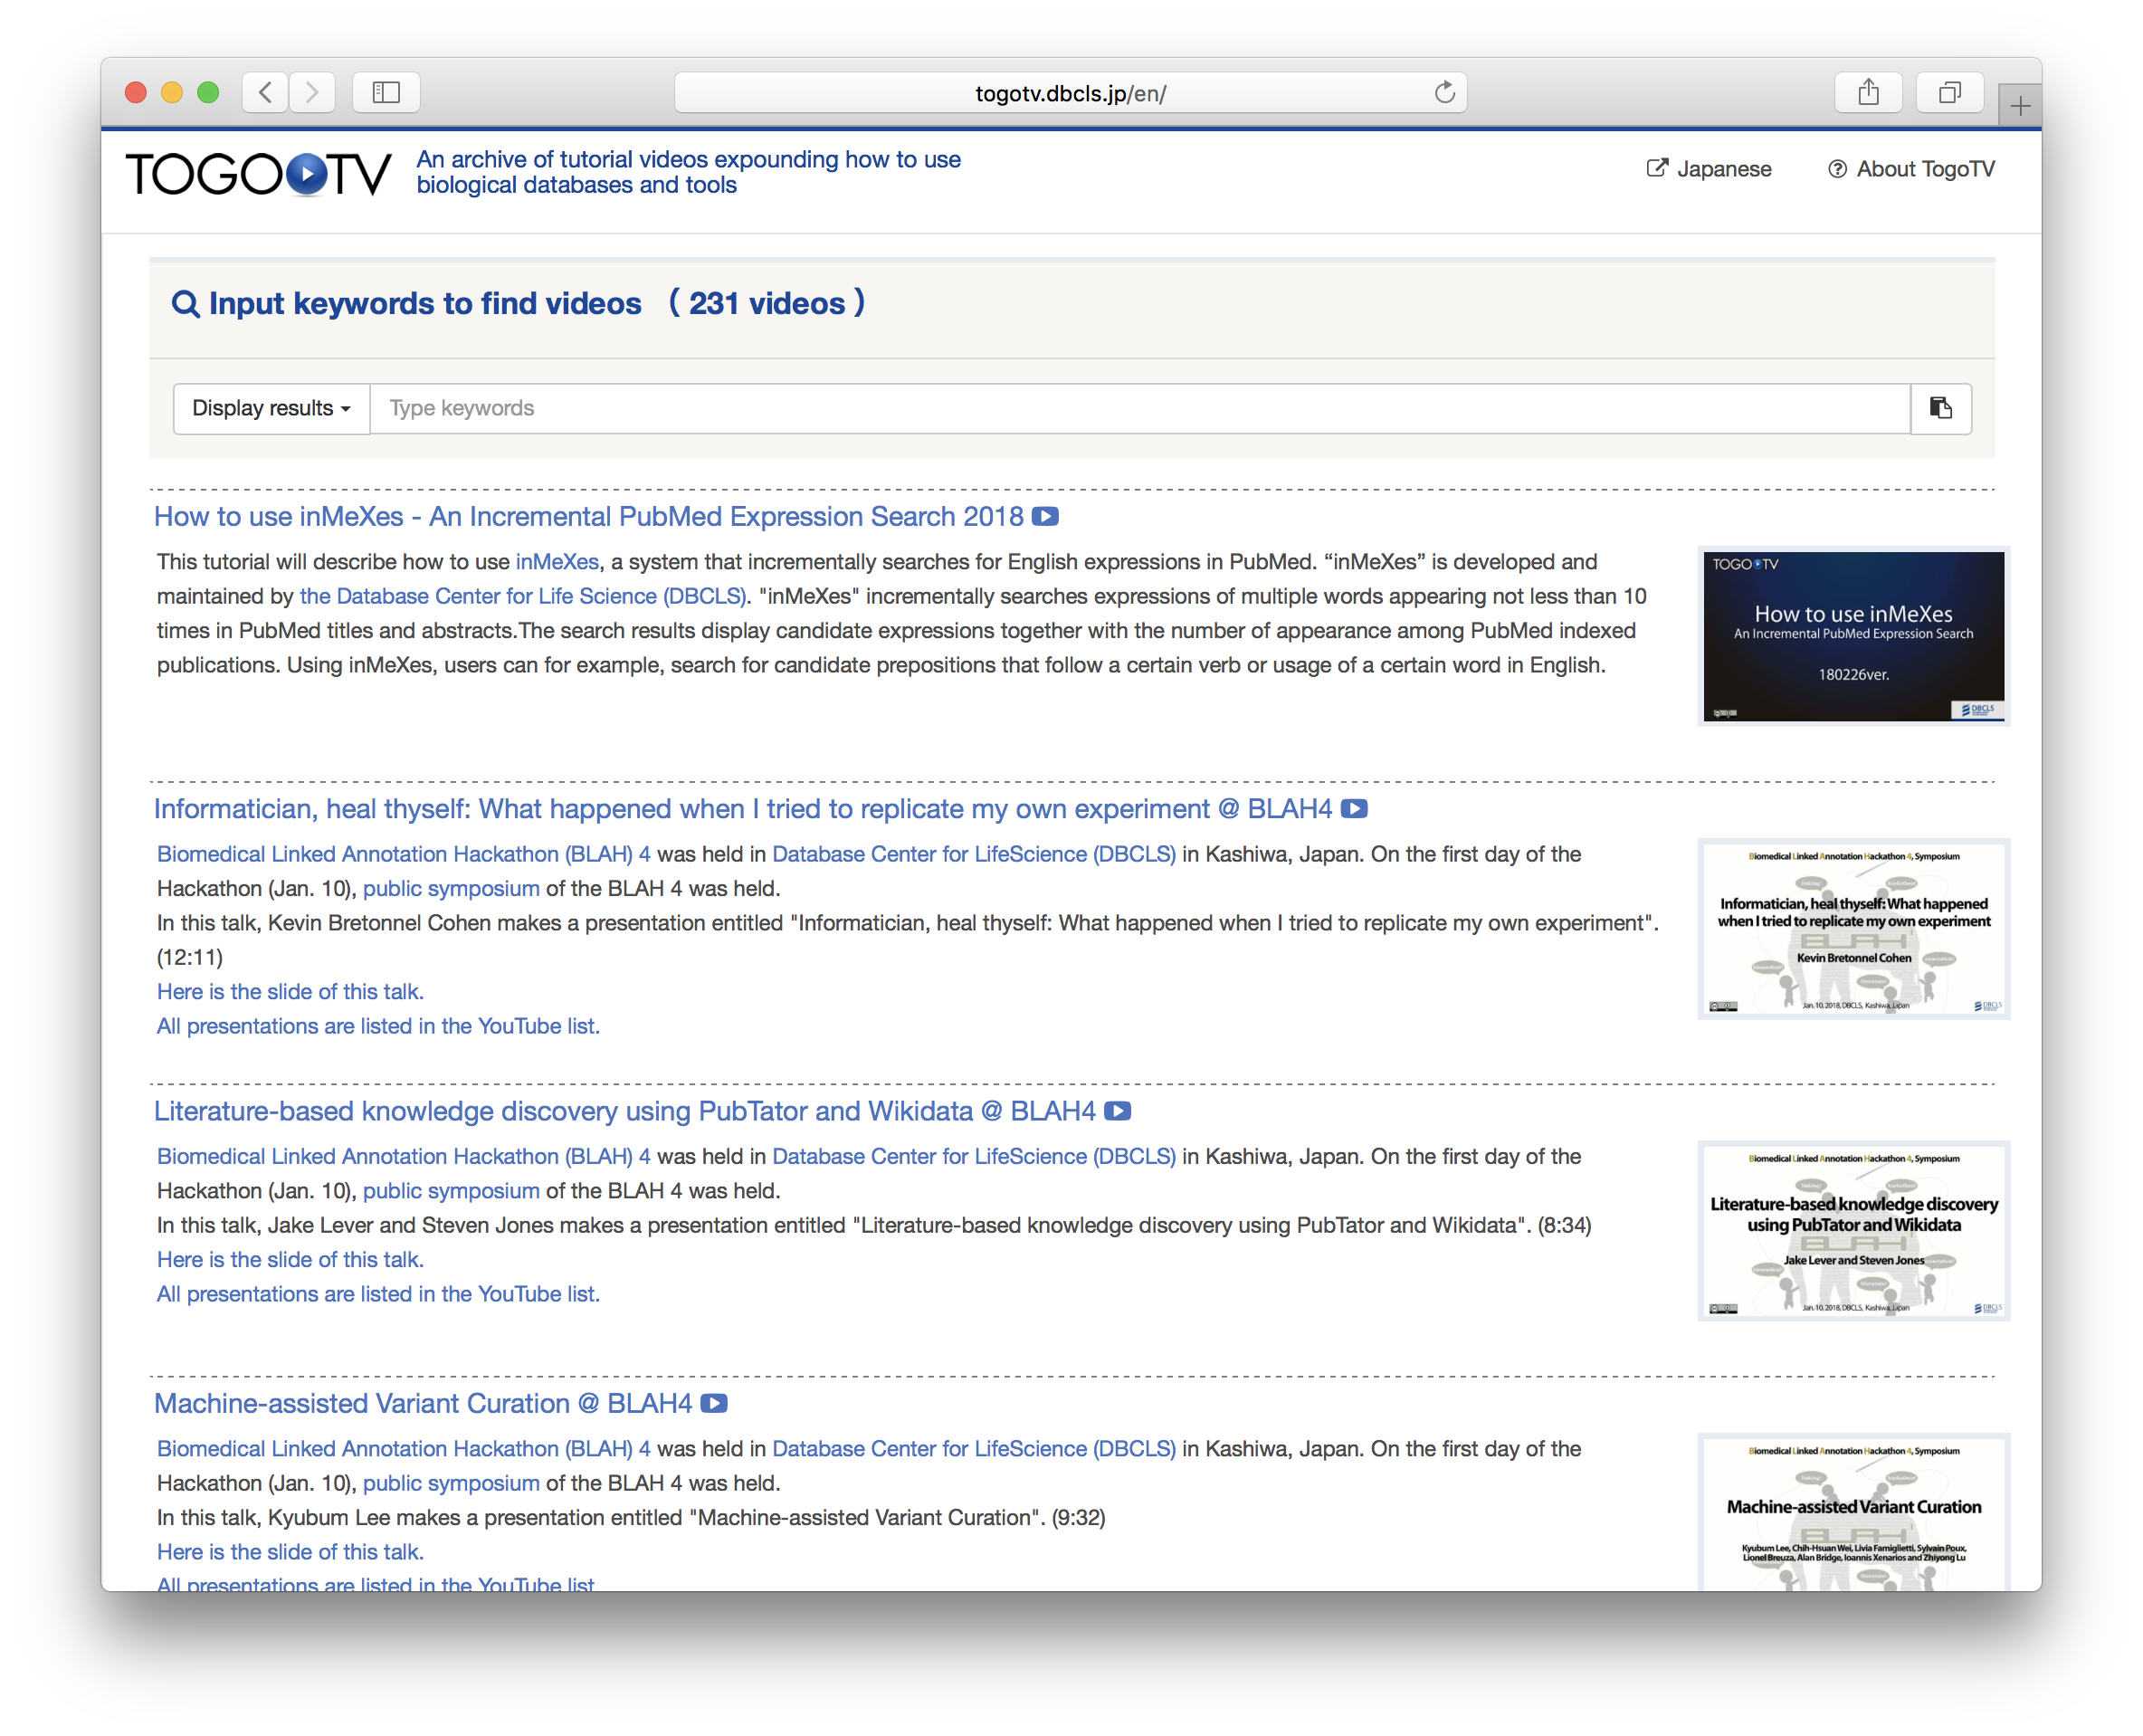 togotv.dbcls.jp/en/
TOGO TV
An archive of tutorial videos expounding how to use
biological databases and tools
Japanese
About TogoTV
Input keywords to find videos ( 231 videos )
Display results
Type keywords
How to use inMeXes - An Incremental PubMed Expression Search 2018
This tutorial will describe how to use inMeXes, a system that incrementally searches for English expressions in PubMed. “inMeXes” is developed and
maintained by the Database Center for Life Science (DBCLS). "inMeXes" incrementally searches expressions of multiple words appearing not less than 10
times in PubMed titles and abstracts.The search results display candidate expressions together with the number of appearance among PubMed indexed
publications. Using inMeXes, users can for example, search for candidate prepositions that follow a certain verb or usage of a certain word in English.
TOGO TV
How to use inMeXes
An Incremental PubMed Expression Search
180226ver.
DBCLS
Informatician, heal thyself: What happened when I tried to replicate my own experiment @ BLAH4
Biomedical Linked Annotation Hackathon (BLAH) 4 was held in Database Center for LifeScience (DBCLS) in Kashiwa, Japan. On the first day of the
Hackathon (Jan. 10), public symposium of the BLAH 4 was held.
In this talk, Kevin Bretonnel Cohen makes a presentation entitled "Informatician, heal thyself: What happened when I tried to replicate my own experiment".
(12:11)
Here is the slide of this talk.
All presentations are listed in the YouTube list.
Biomedical Linked Annotation Hackathon 4, Symposium
Informatician, heal thyself: What happened
when I tried to replicate my own experiment
BLAH
Kevin Bretonnel Cohen
Jan. 10, 2018, DBCLS, Kashiwa, Japan
DBCLS
Literature-based knowledge discovery using PubTator and Wikidata @ BLAH4
Biomedical Linked Annotation Hackathon (BLAH) 4 was held in Database Center for LifeScience (DBCLS) in Kashiwa, Japan. On the first day of the
Hackathon (Jan. 10), public symposium of the BLAH 4 was held.
In this talk, Jake Lever and Steven Jones makes a presentation entitled "Literature-based knowledge discovery using PubTator and Wikidata". (8:34)
Here is the slide of this talk.
All presentations are listed in the YouTube list.
Biomedical Linked Annotation Hackathon 4, Symposium
Literature-based knowledge discovery
using PubTator and Wikidata
BLAH
Jake Lever and Steven Jones
Jan. 10, 2018, DBCLS, Kashiwa, Japan
DBCLS
Machine-assisted Variant Curation @ BLAH4
Biomedical Linked Annotation Hackathon (BLAH) 4 was held in Database Center for LifeScience (DBCLS) in Kashiwa, Japan. On the first day of the
Hackathon (Jan. 10), public symposium of the BLAH 4 was held.
In this talk, Kyubum Lee makes a presentation entitled "Machine-assisted Variant Curation". (9:32)
Here is the slide of this talk.
All presentations are listed in the YouTube list
Biomedical Linked Annotation Hackathon 4, Symposium
Machine-assisted Variant Curation
BLAH
Kyubum Lee, Chih-Hsuan Wei, Livia Famiglietti, Sylvain Poux,
Lionel Breuza, Alan Bridge, Ioannis Xenarios and Zhiyong Lu